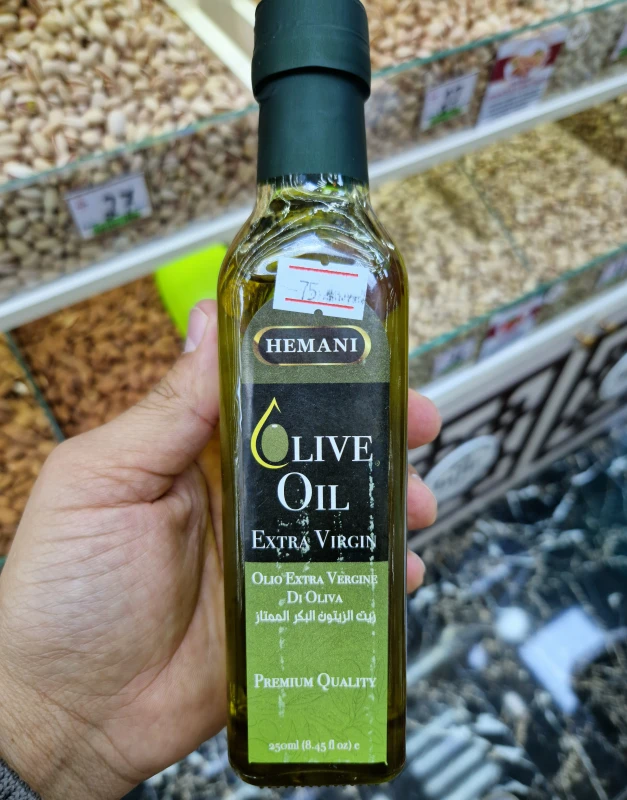 27
-75
HEMANI
OLIVE
OIL
EXTRA VIRGIN
OLIO EXTRA VERGINE
DI OLIVA
زيت الزيتون البكر الممتاز
PREMIUM QUALITY
250ml (8.45 fl oz) e